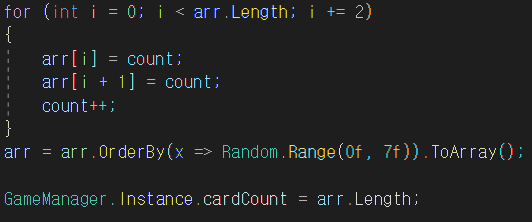 for (int i = 0; i < arr.Length; i += 2)
{
    arr[i] = count;
    arr[i + 1] = count;
    count++;
}
arr = arr.OrderBy(x => Random.Range(0f, 7f)).ToArray();
GameManager.Instance.cardCount = arr.Length;